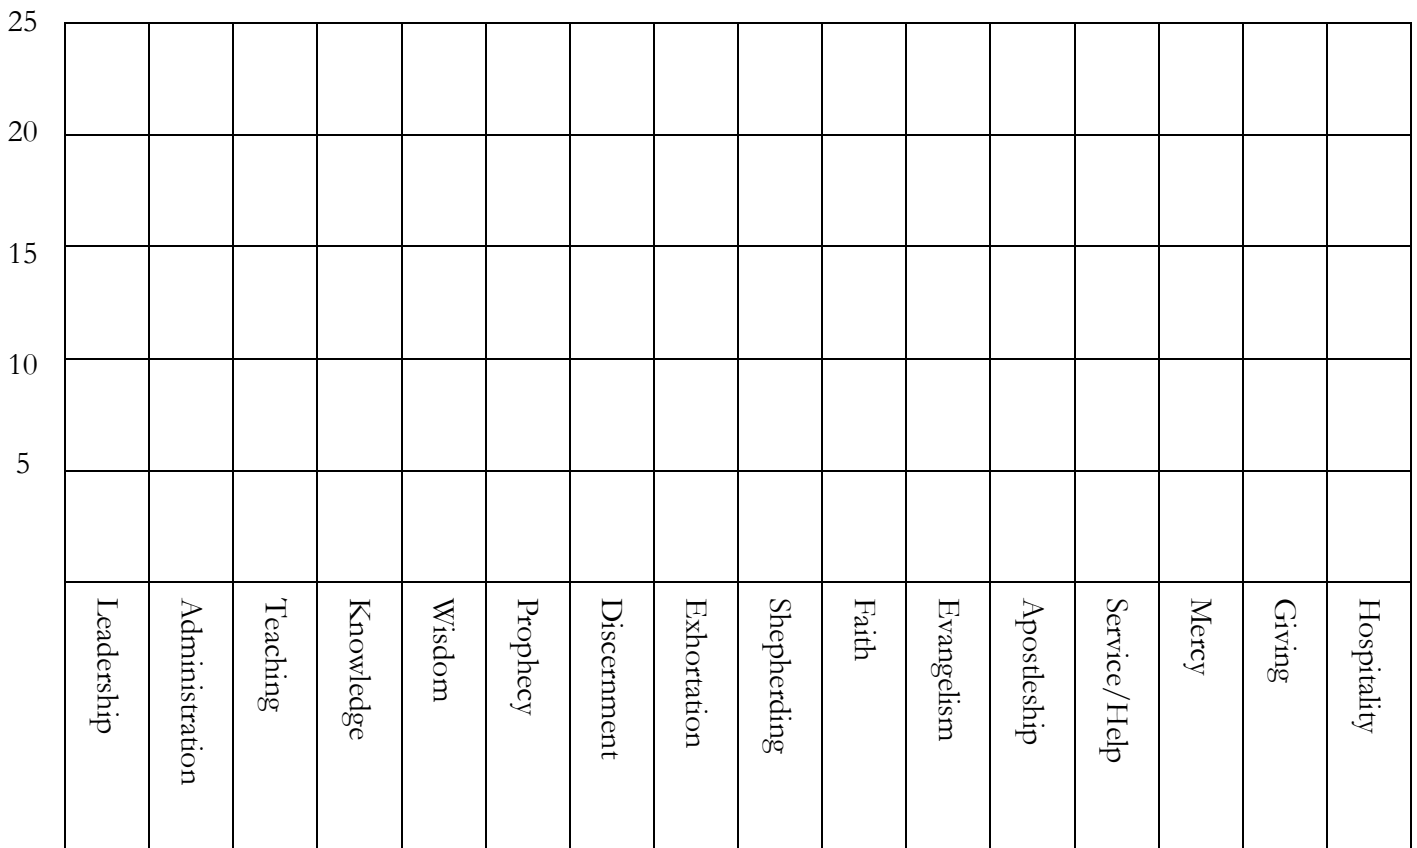 25
20
15
10
5
Leadership
Administration
Teaching
Knowledge
Wisdom
Prophecy
Discernment
Exhortation
Shepherding
Faith
Evangelism
Apostleship
Service/Help
Mercy
Giving
Hospitality